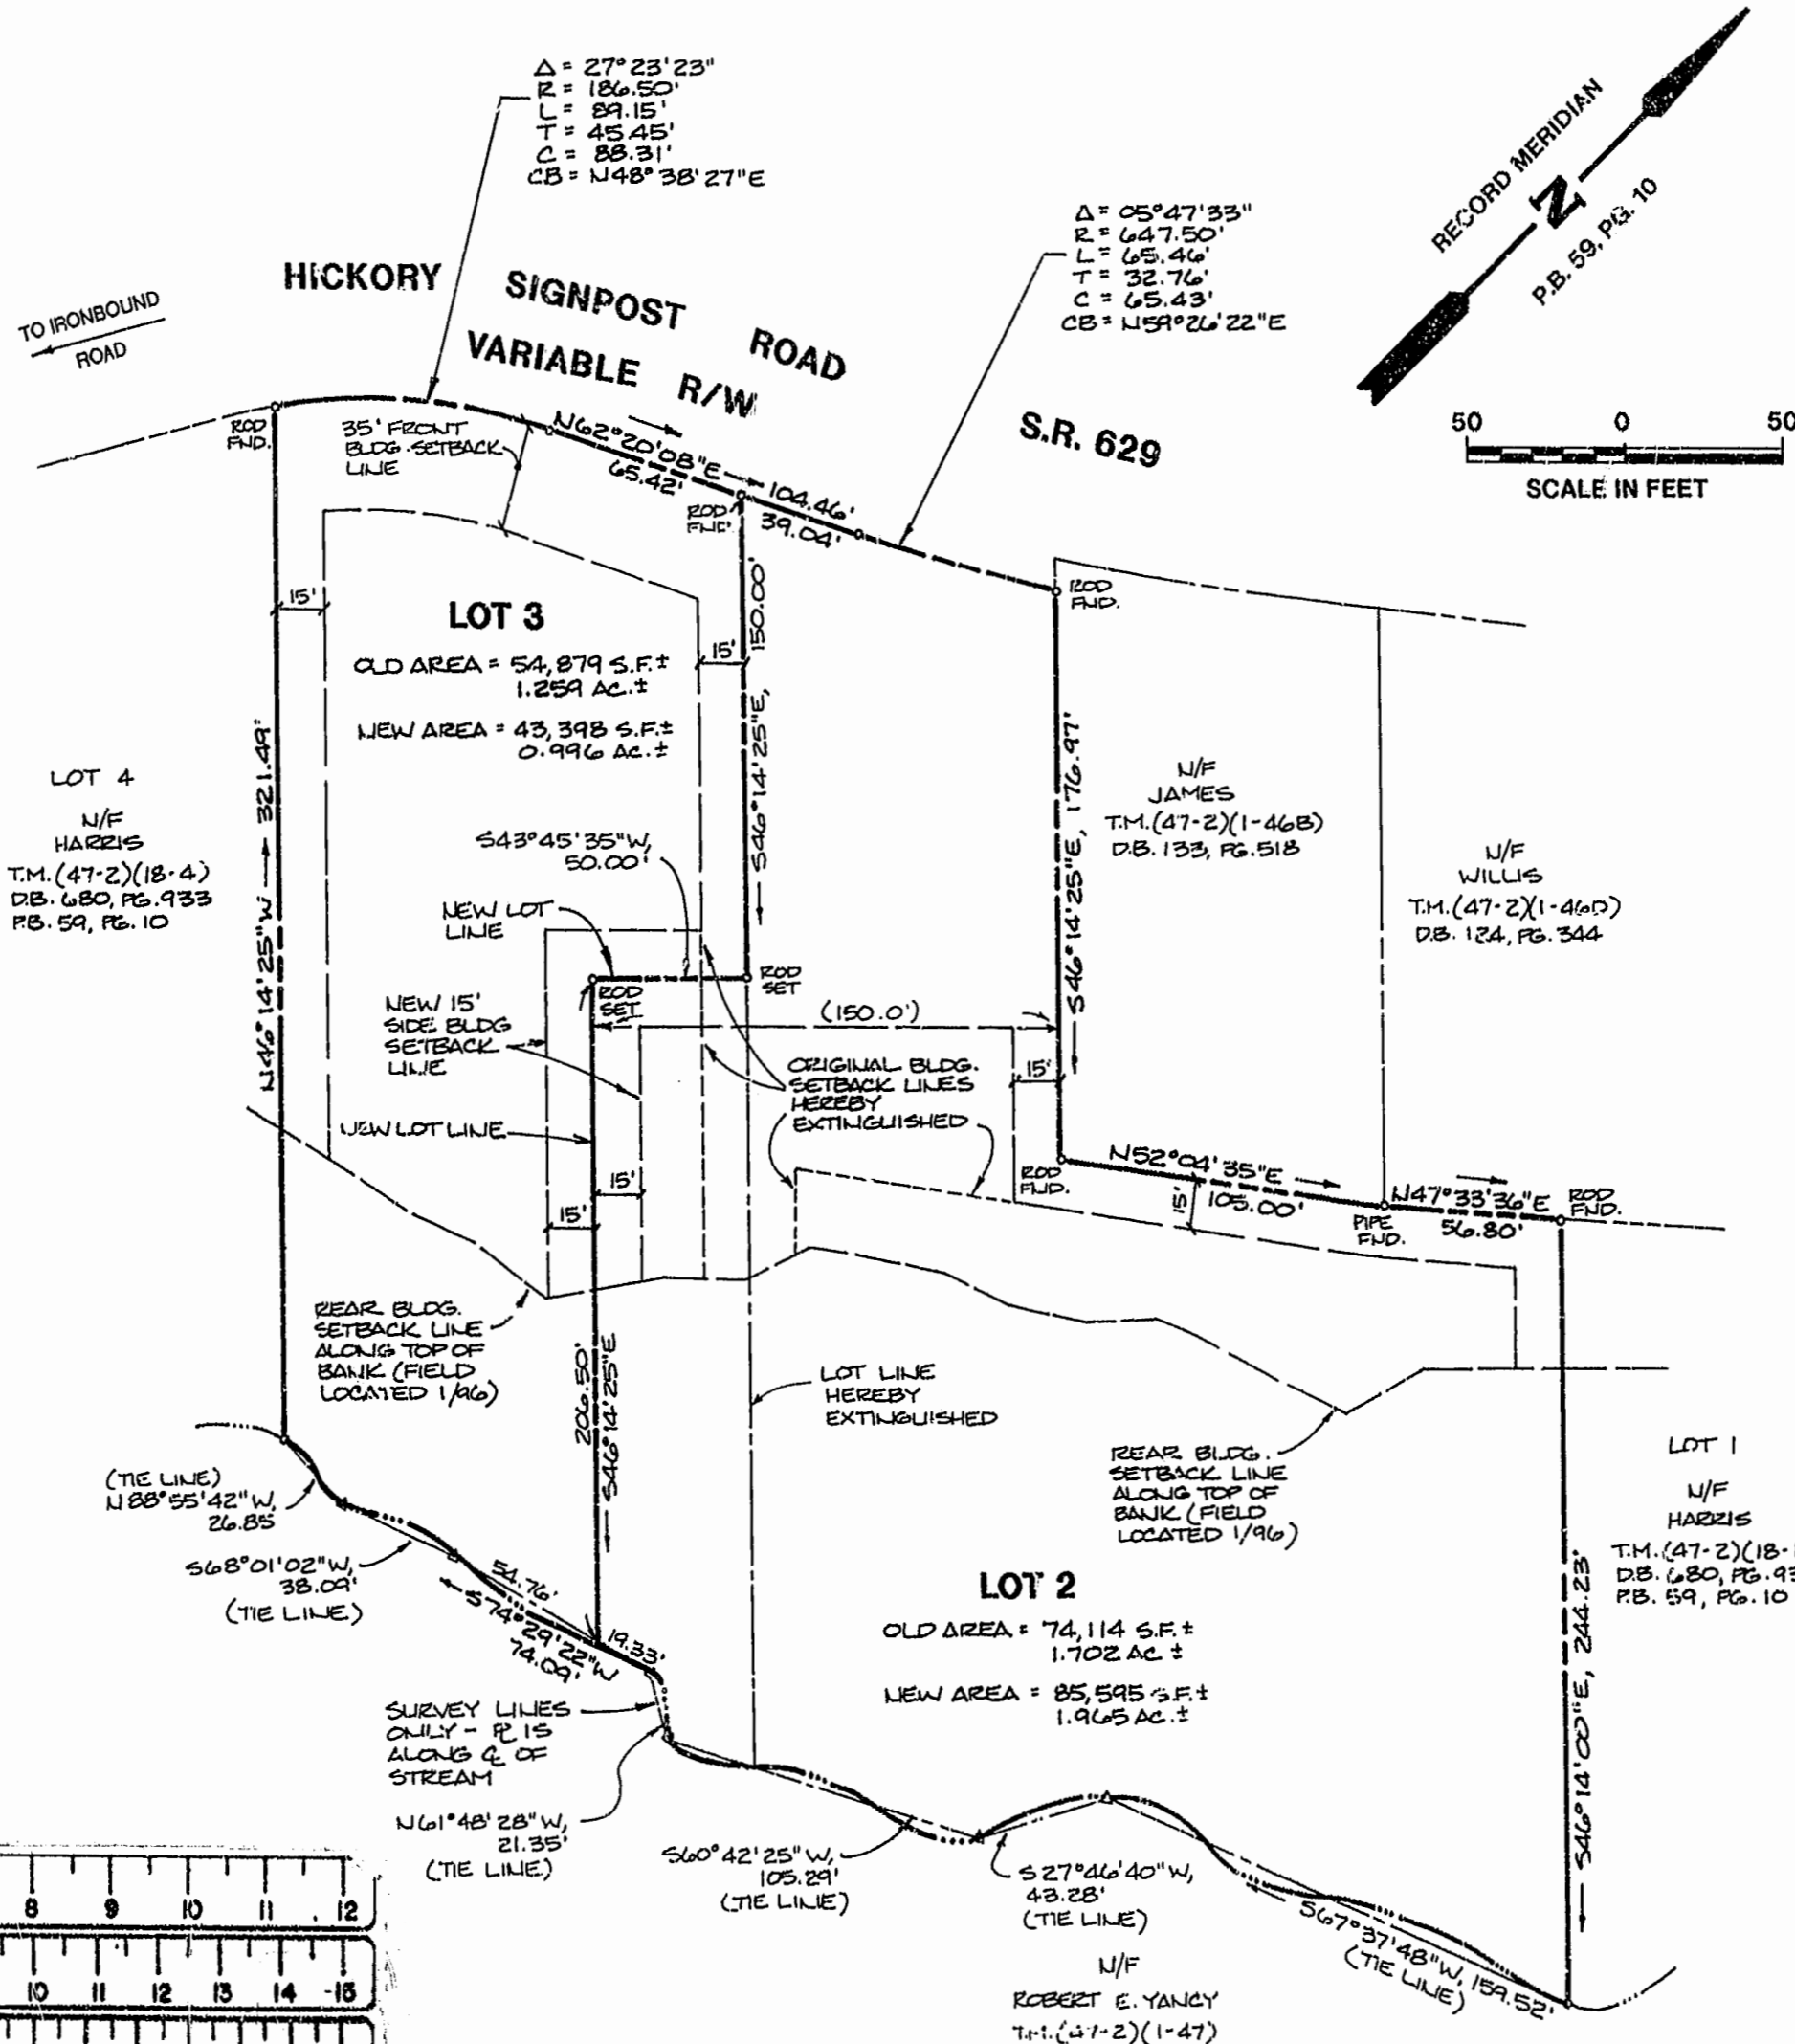 Δ = 27°23'23"
R = 186.50'
L = 89.15'
T = 45.45'
C = 88.31'
CB = N48°38'27"E
Δ = 05°47'33"
R = 647.50'
L = 65.46'
T = 32.76'
C = 65.43'
CB = N59°26'22"E
RECORD MERIDIAN
N
P.B. 59, PG. 10
50 0 50
SCALE IN FEET
TO IRONBOUND
ROAD
HICKORY SIGNPOST ROAD
VARIABLE R/W
S.R. 629
ROD
FND.
35' FRONT
BLDG. SETBACK
LINE
N62°20'08"E
104.46'
65.42'
39.04'
ROD
FND.
ROD
FND.
15'
LOT 3
OLD AREA = 54,879 S.F.±
1.259 AC.±
NEW AREA = 43,398 S.F.±
0.996 AC.±
15'
S46°14'25"E, 150.00'
N46°14'25"W 321.49'
LOT 4
N/F
HARRIS
T.M.(47-2)(18-4)
D.B. 680, PG.933
P.B. 59, PG. 10
S43°45'35"W,
50.00'
NEW LOT
LINE
ROD
SET
ROD
SET
S46°14'25"E, 176.97'
N/F
JAMES
T.M.(47-2)(1-46B)
D.B. 133, PG.518
N/F
WILLIS
T.M.(47-2)(1-46D)
D.B. 124, PG. 344
NEW 15'
SIDE BLDG
SETBACK
LINE
(150.0')
ORIGINAL BLDG.
SETBACK LINES
HEREBY
EXTINGUISHED
15'
NEW LOT LINE
15'
15'
ROD
FND.
N52°04'35"E
105.00'
15'
PIPE
FND.
N47°33'36"E
56.80'
ROD
FND.
REAR BLDG.
SETBACK LINE
ALONG TOP OF
BANK (FIELD
LOCATED 1/96)
206.50'
S46°14'25"E
LOT LINE
HEREBY
EXTINGUISHED
REAR BLDG.
SETBACK LINE
ALONG TOP OF
BANK (FIELD
LOCATED 1/96)
LOT 1
N/F
HARRIS
T.M.(47-2)(18-
D.B. 680, PG.93
P.B. 59, PG. 10
(TIE LINE)
N88°55'42"W,
26.85
S68°01'02"W,
38.09'
(TIE LINE)
54.76'
S74°29'22"W
74.09'
19.33'
LOT 2
OLD AREA = 74,114 S.F.±
1.702 AC ±
NEW AREA = 85,595 S.F.±
1.965 AC.±
S46°14'00"E, 244.23'
SURVEY LINES
ONLY - ℞ IS
ALONG ℄ OF
STREAM
N61°48'28"W,
21.35'
(TIE LINE)
S60°42'25"W,
105.29'
(TIE LINE)
S27°46'40"W,
43.28'
(TIE LINE)
S67°37'48"W, 159.52'
(TIE LINE)
N/F
ROBERT E. YANCY
T.M.(47-2)(1-47)
8 9 10 11 12
10 11 12 13 14 15